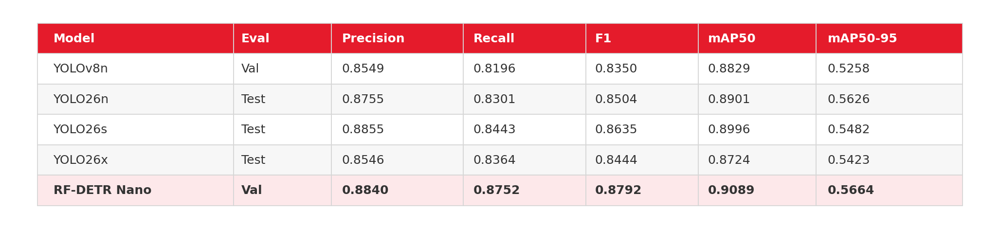 Model Eval Precision Recall F1 mAP50 mAP50-95
YOLOv8n Val 0.8549 0.8196 0.8350 0.8829 0.5258
YOLO26n Test 0.8755 0.8301 0.8504 0.8901 0.5626
YOLO26s Test 0.8855 0.8443 0.8635 0.8996 0.5482
YOLO26x Test 0.8546 0.8364 0.8444 0.8724 0.5423
RF-DETR Nano Val 0.8840 0.8752 0.8792 0.9089 0.5664